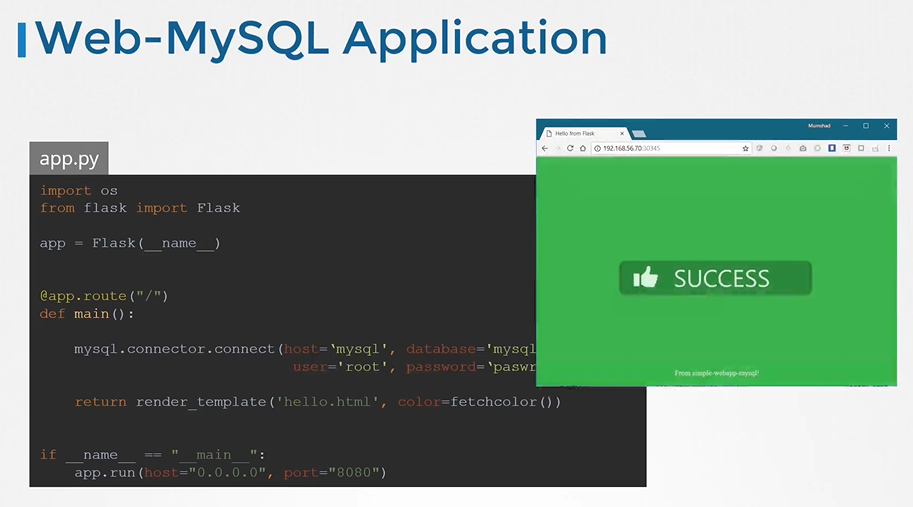 Web-MySQL Application
app.py
import os
from flask import Flask
app = Flask(__name__)
@app.route("/")
def main():
mysql.connector.connect(host=‘mysql', database='mysql
user='root', password=‘paswr
return render_template('hello.html', color=fetchcolor())
if __name__ == "__main__":
app.run(host="0.0.0.0", port="8080")
Mumshad
Hello from Flask
192.168.56.70:30345
SUCCESS
From simple-webapp-mysql!